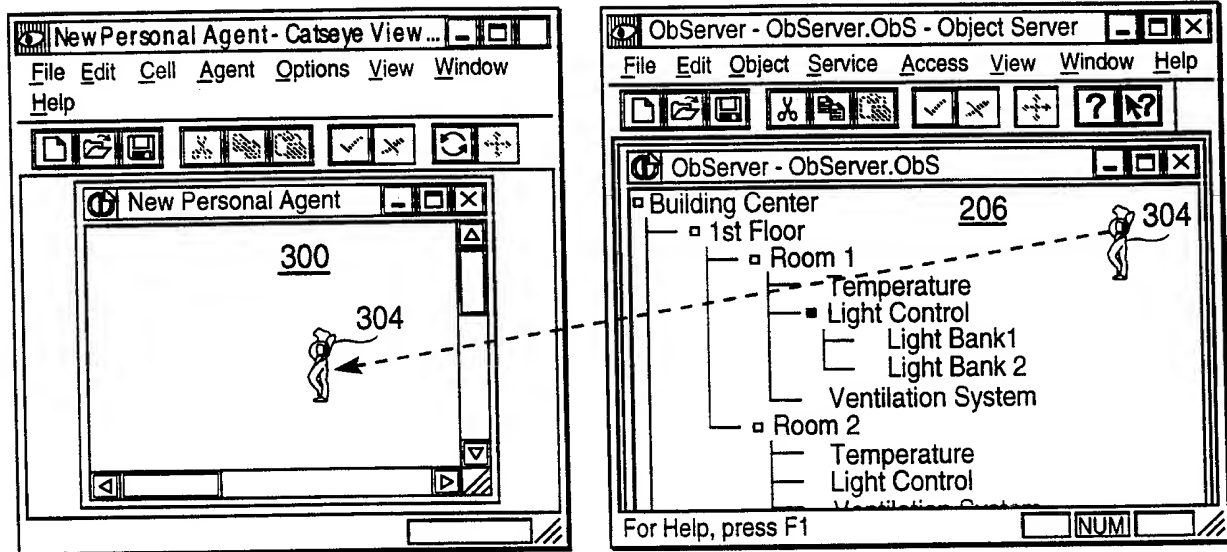 New Personal Agent - Catseye View ...
File Edit Cell Agent Options View Window
Help
New Personal Agent
300
304
ObServer - ObServer.ObS - Object Server
File Edit Object Service Access View Window Help
? ?
ObServer - ObServer.ObS
Building Center
206
304
1st Floor
Room 1
Temperature
Light Control
Light Bank1
Light Bank 2
Ventilation System
Room 2
Temperature
Light Control
Ventilation System
For Help, press F1
NUM